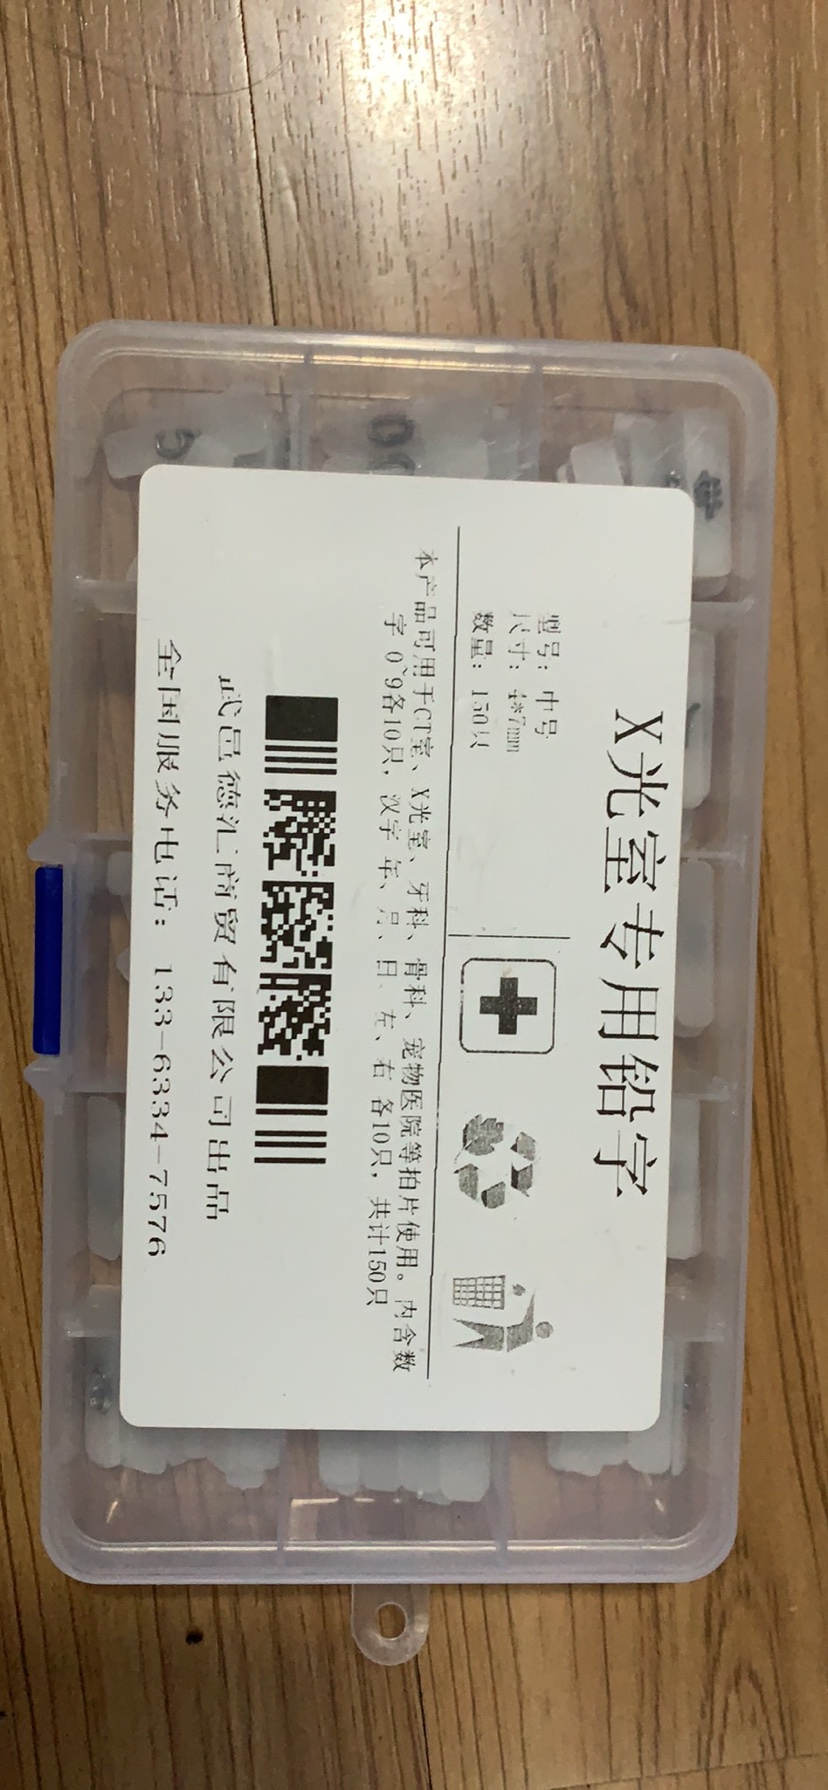 X光室专用铅字
型号: 中号
尺寸: 4*7mm
数量: 150只
本产品可用于CT室、X光室、牙科、骨科、宠物医院等拍片使用。内含数
字 0~9各10只, 汉字 年、月、日、左、右 各10只, 共计150只
武邑德汇商贸有限公司出品
全国服务电话: 133-6334-7576
5
0